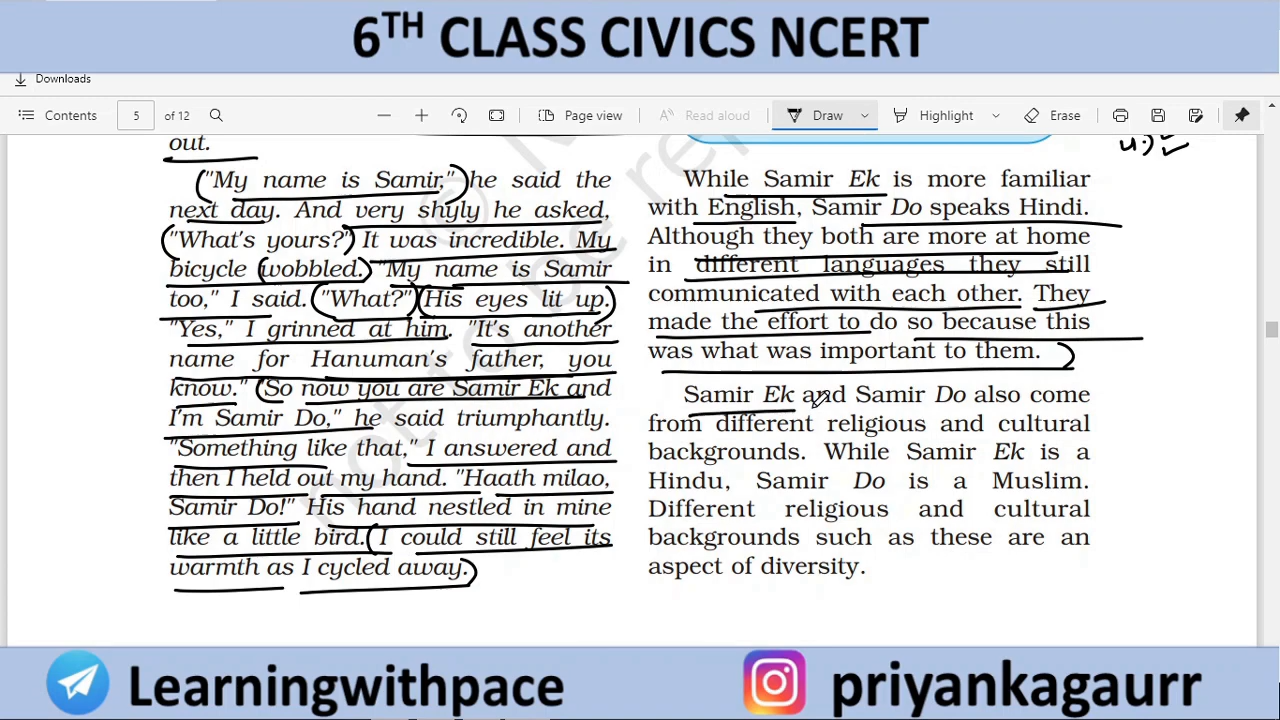 6TH CLASS CIVICS NCERT
Downloads
Contents
5
of 12
Page view
Read aloud
Draw
Highlight
Erase
out.
"My name is Samir," he said the
next day. And very shyly he asked,
"What's yours?" It was incredible. My
bicycle wobbled. "My name is Samir
too," I said. "What?" His eyes lit up.
"Yes," I grinned at him. "It's another
name for Hanuman's father, you
know." "So now you are Samir Ek and
I'm Samir Do," he said triumphantly.
"Something like that," I answered and
then I held out my hand. "Haath milao,
Samir Do!" His hand nestled in mine
like a little bird. I could still feel its
warmth as I cycled away.
While Samir Ek is more familiar
with English, Samir Do speaks Hindi.
Although they both are more at home
in different languages they still
communicated with each other. They
made the effort to do so because this
was what was important to them.
Samir Ek and Samir Do also come
from different religious and cultural
backgrounds. While Samir Ek is a
Hindu, Samir Do is a Muslim.
Different religious and cultural
backgrounds such as these are an
aspect of diversity.
Learningwithpace
priyankagaurr